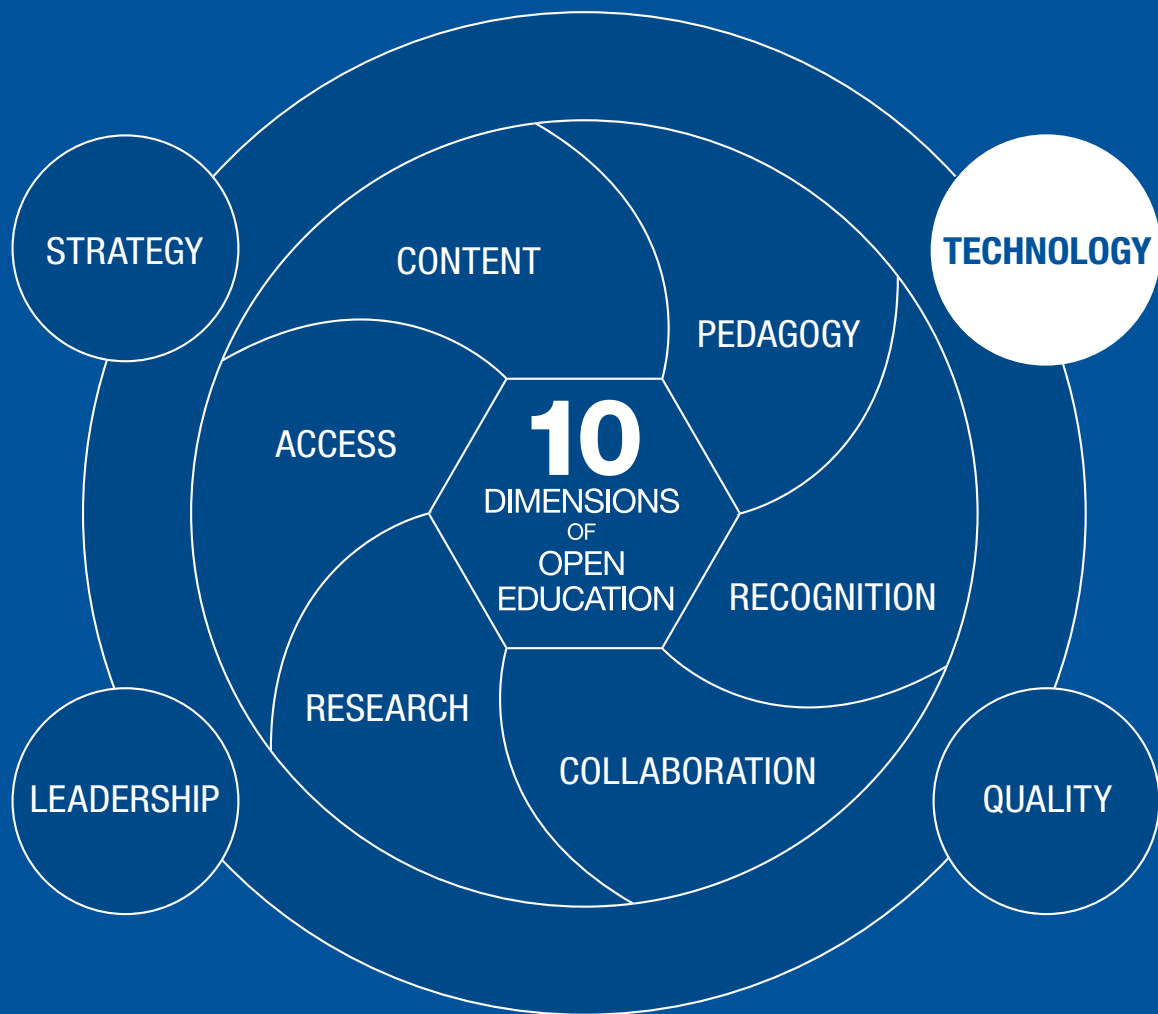 STRATEGY
TECHNOLOGY
CONTENT
PEDAGOGY
ACCESS
10
DIMENSIONS
OF
OPEN
EDUCATION
RECOGNITION
RESEARCH
COLLABORATION
LEADERSHIP
QUALITY